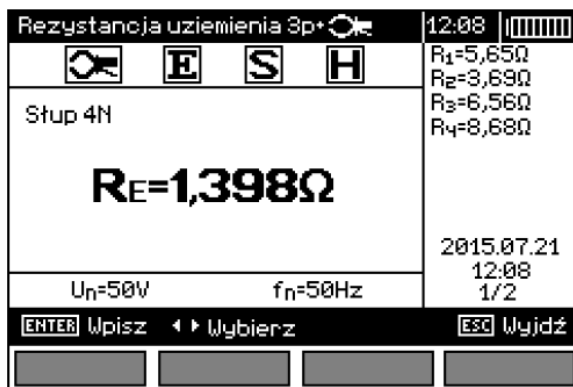 Rezystancja uziemienia 3p+
12:08
E S H
R1=5,65Ω
R2=3,69Ω
R3=6,56Ω
R4=8,68Ω
Słup 4N
RE=1,398Ω
2015.07.21
12:08
1/2
Un=50V fn=50Hz
ENTER Wpisz Wybierz ESC Wyjdź